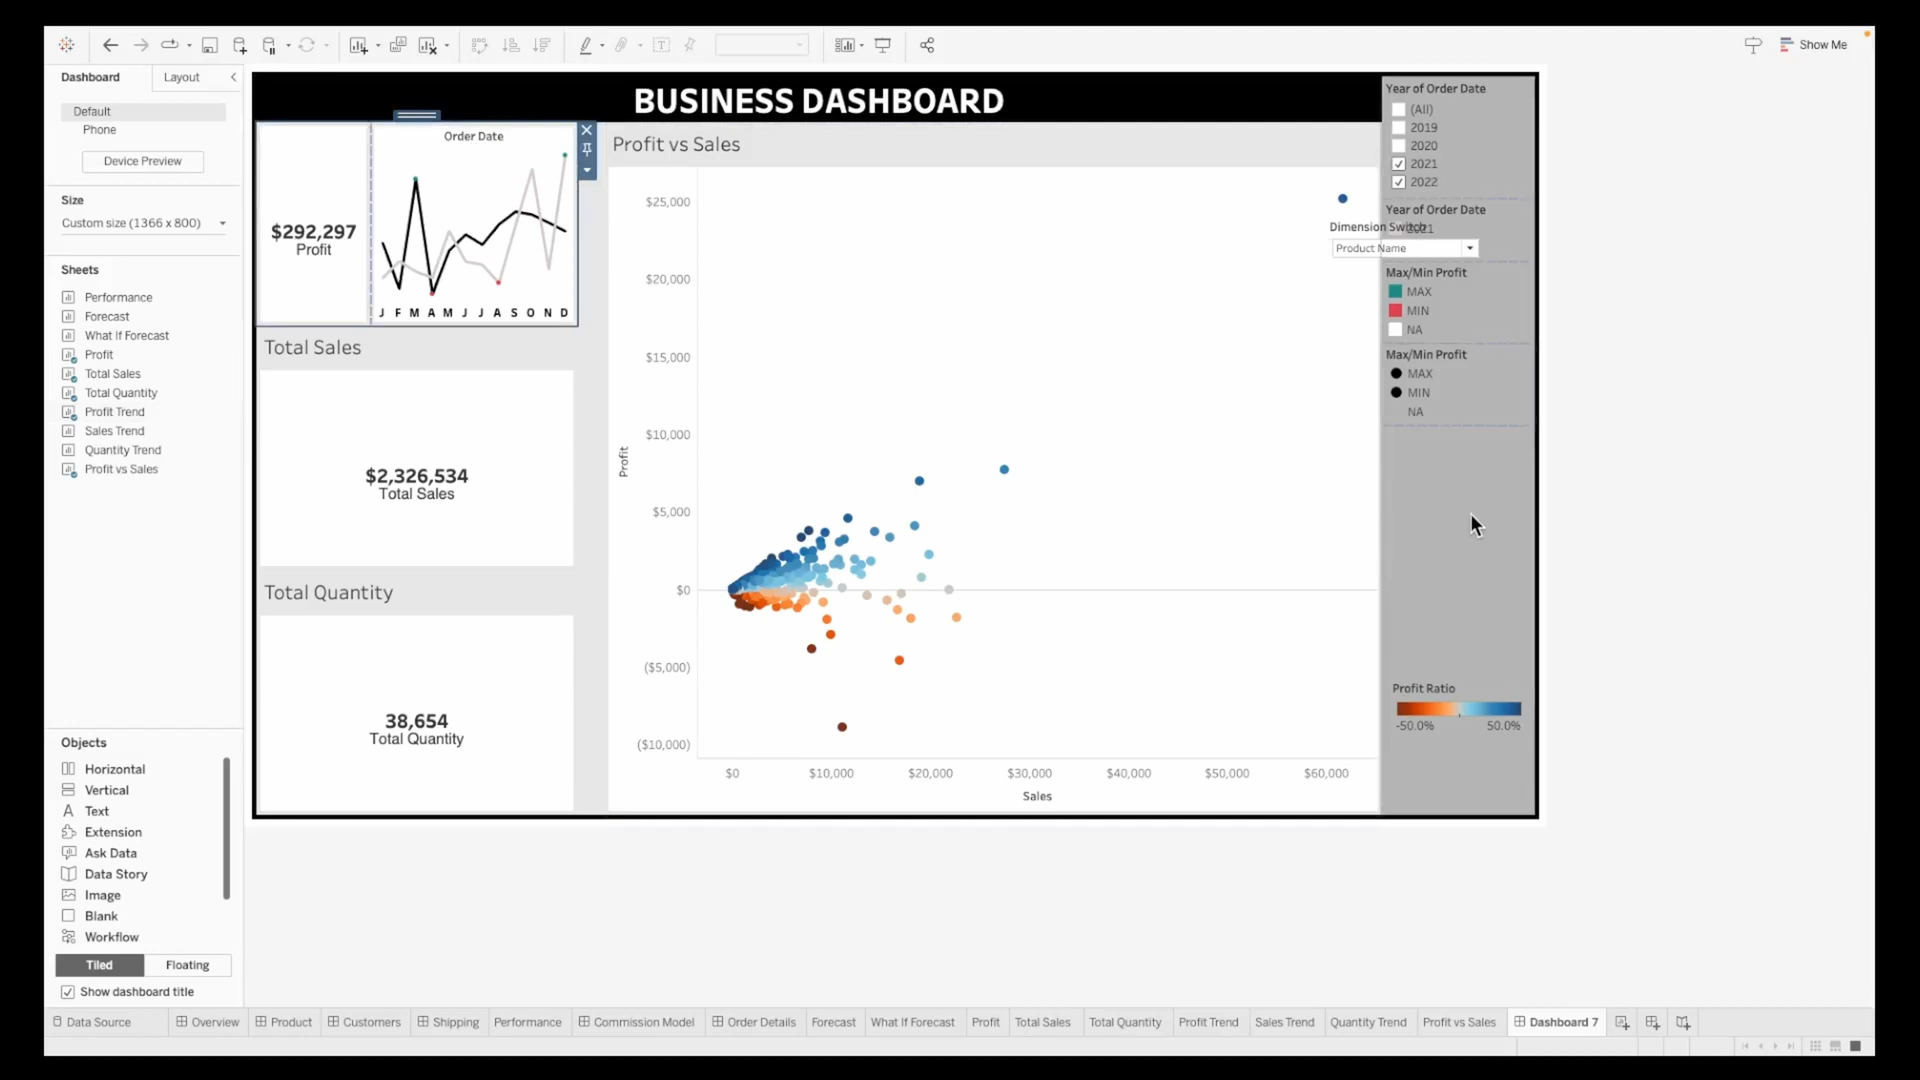 Show Me
Dashboard
Layout
Default
Phone
Device Preview
Size
Custom size (1366 x 800)
Sheets
Performance
Forecast
What If Forecast
Profit
Total Sales
Total Quantity
Profit Trend
Sales Trend
Quantity Trend
Profit vs Sales
Objects
Horizontal
Vertical
Text
Extension
Ask Data
Data Story
Image
Blank
Workflow
Tiled
Floating
Show dashboard title
BUSINESS DASHBOARD
Order Date
$292,297
Profit
J F M A M J J A S O N D
Total Sales
$2,326,534
Total Sales
Total Quantity
38,654
Total Quantity
Profit vs Sales
Profit
$25,000
$20,000
$15,000
$10,000
$5,000
$0
($5,000)
($10,000)
$0 $10,000 $20,000 $30,000 $40,000 $50,000 $60,000
Sales
Year of Order Date
(All)
2019
2020
2021
2022
Year of Order Date
Dimension Switch
Product Name
Max/Min Profit
MAX
MIN
NA
Max/Min Profit
MAX
MIN
NA
Profit Ratio
-50.0% 50.0%
Data Source Overview Product Customers Shipping Performance Commission Model Order Details Forecast What If Forecast Profit Total Sales Total Quantity Profit Trend Sales Trend Quantity Trend Profit vs Sales Dashboard 7